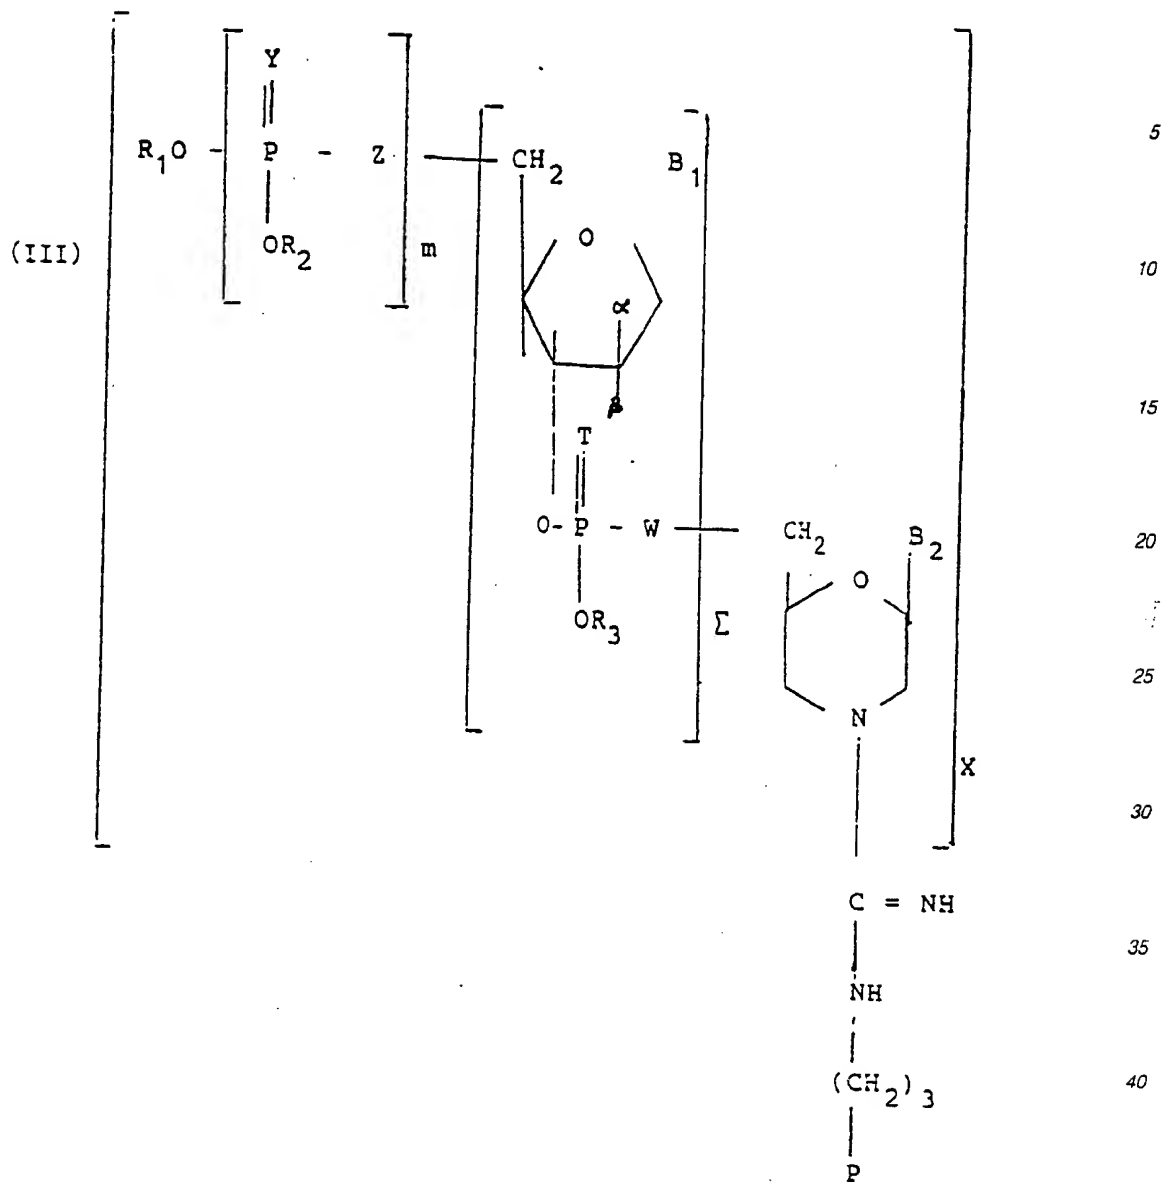 Y
R₁O - P - Z CH₂ B₁ 5
(III) OR₂ m O 10
α
β 15
T
O- P - W CH₂ B₂ 20
O
OR₃ Σ
25
N
X
30
C = NH
35
NH
(CH₂)₃ 40
P